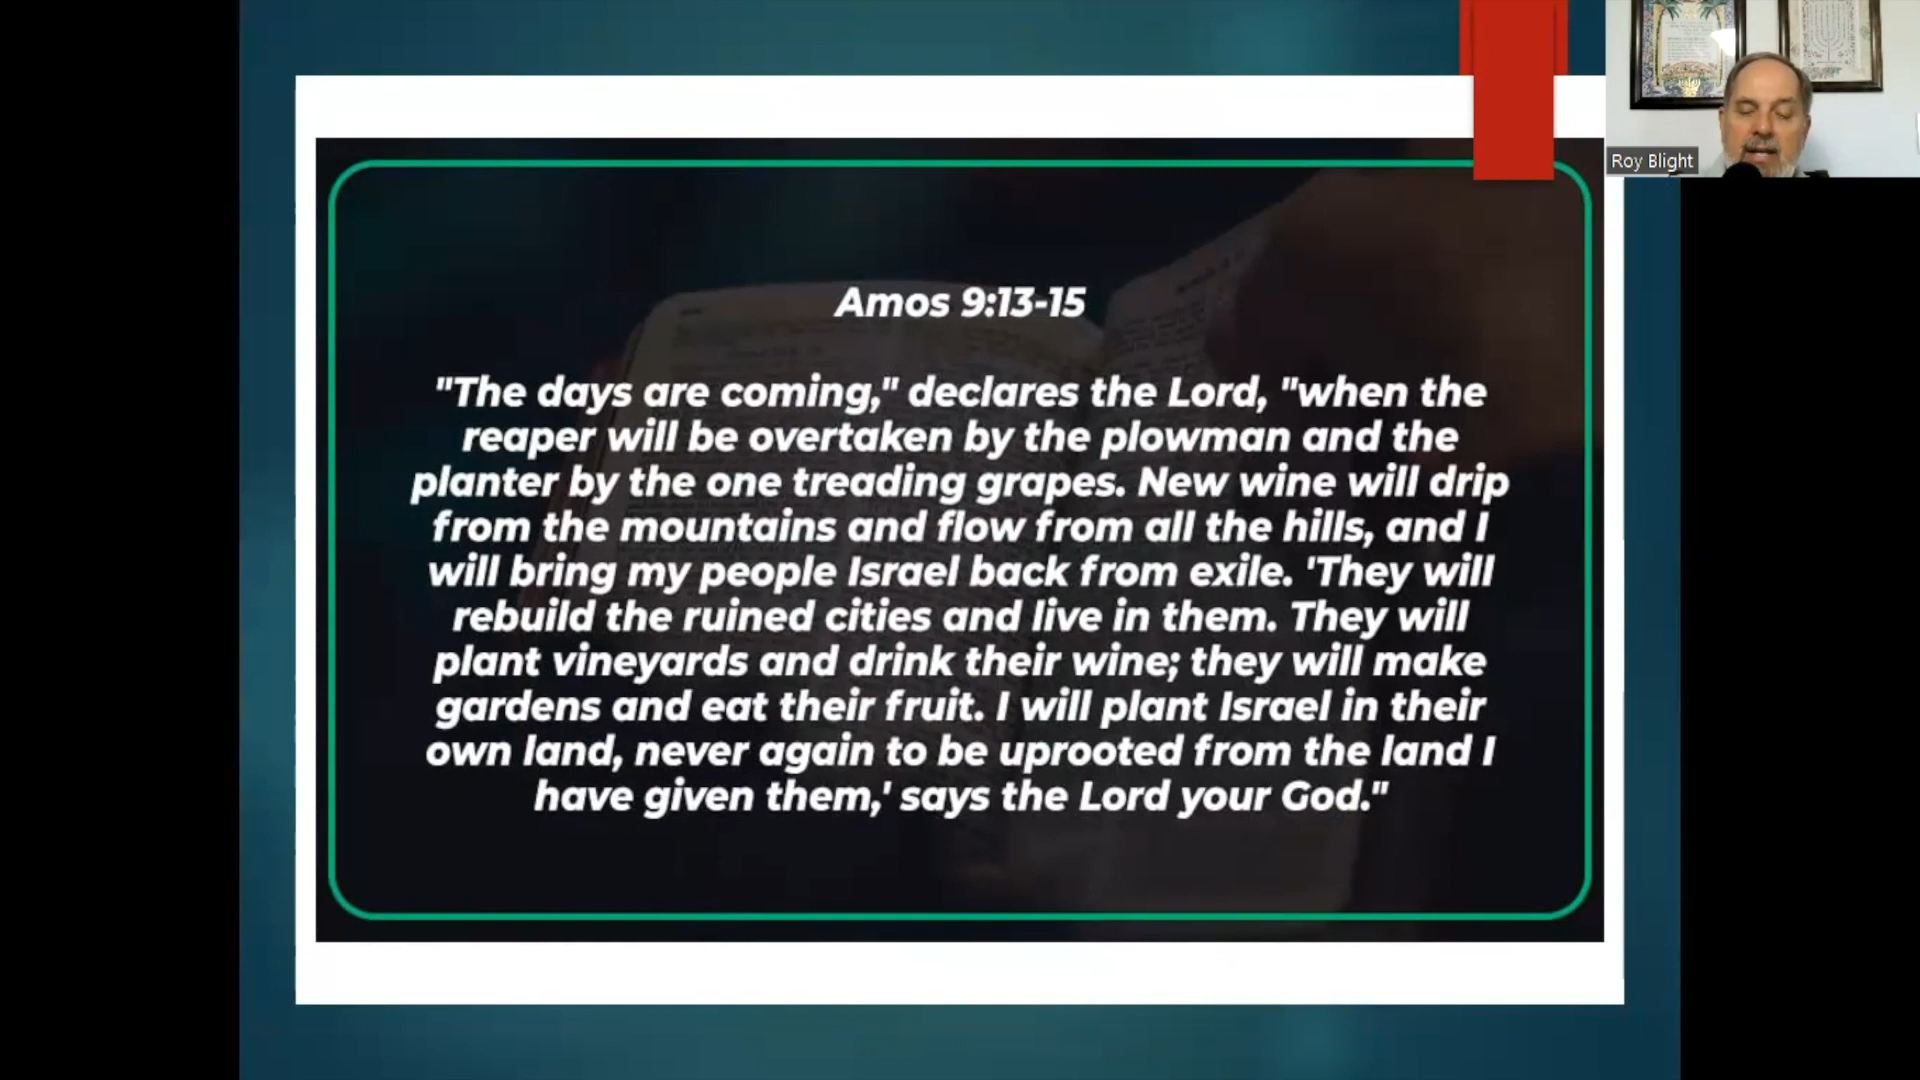 Amos 9:13-15
"The days are coming," declares the Lord, "when the
reaper will be overtaken by the plowman and the
planter by the one treading grapes. New wine will drip
from the mountains and flow from all the hills, and I
will bring my people Israel back from exile. 'They will
rebuild the ruined cities and live in them. They will
plant vineyards and drink their wine; they will make
gardens and eat their fruit. I will plant Israel in their
own land, never again to be uprooted from the land I
have given them,' says the Lord your God."
Roy Blight